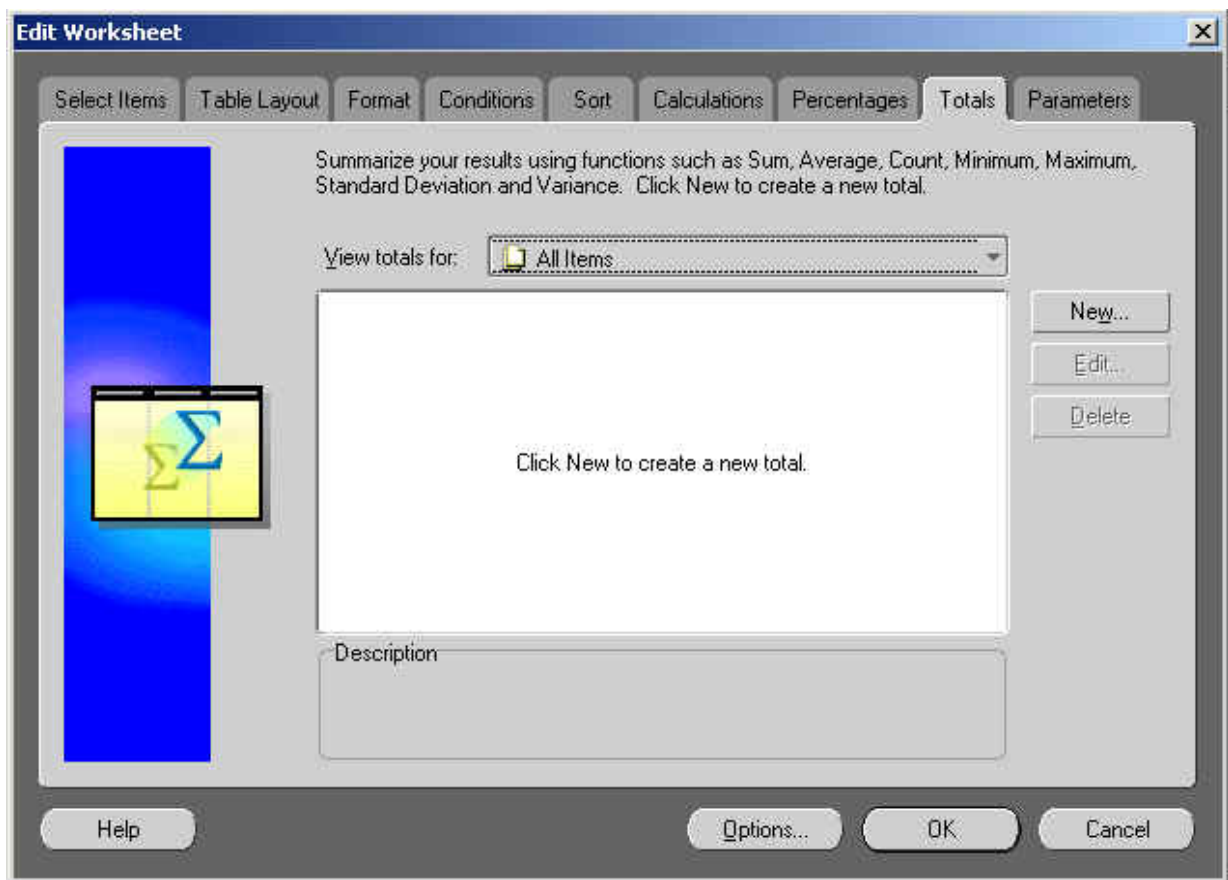 Edit Worksheet
Select Items Table Layout Format Conditions Sort Calculations Percentages Totals Parameters
Summarize your results using functions such as Sum, Average, Count, Minimum, Maximum,
Standard Deviation and Variance. Click New to create a new total.
View totals for: All Items
New...
Edit...
Delete
Click New to create a new total.
Description
Help Options... OK Cancel